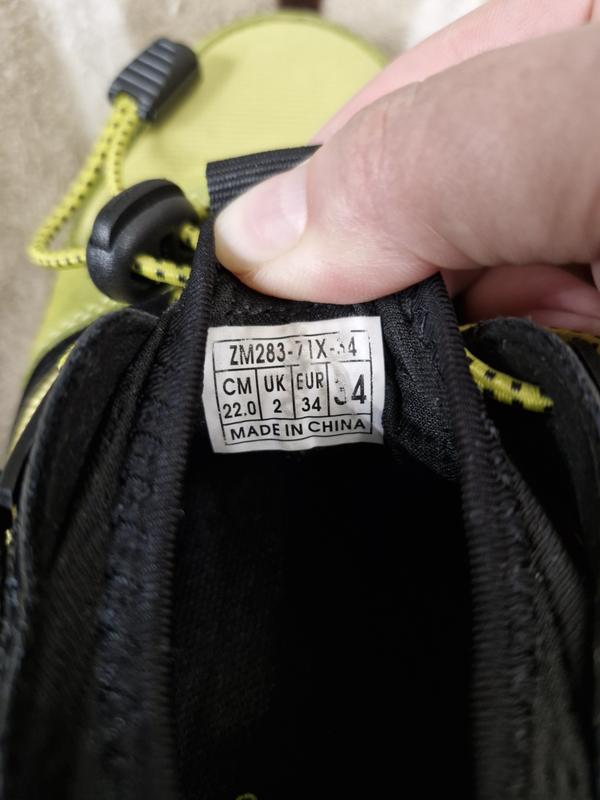 ZM283-71X-34
CM UK EUR 34
22.0 2 34
MADE IN CHINA